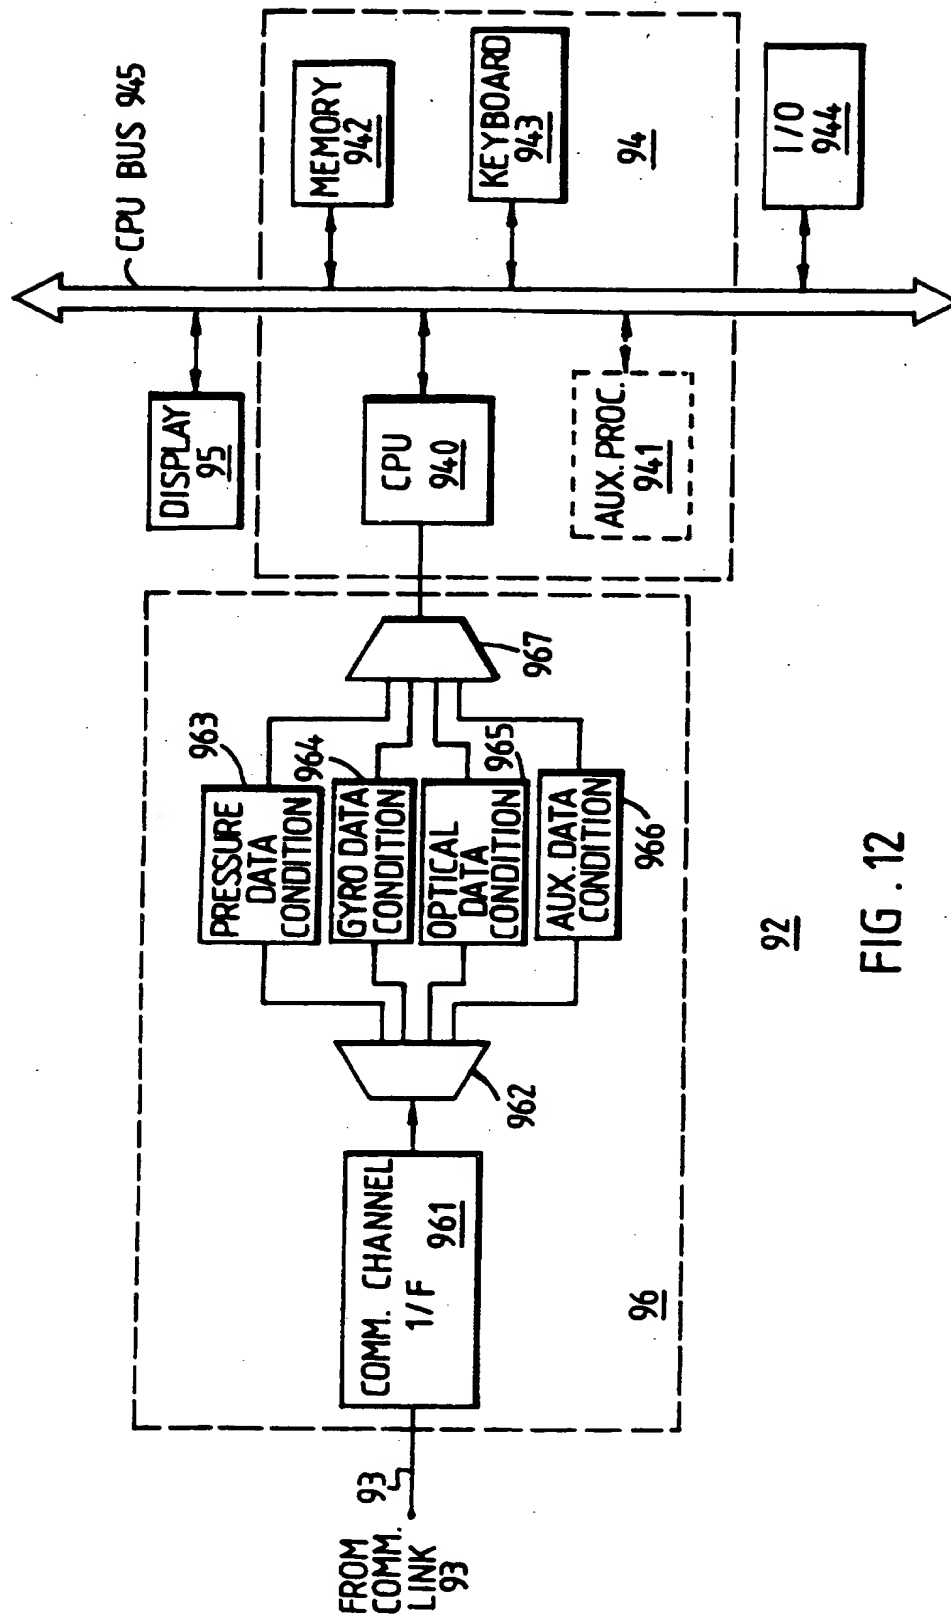 FROM
COMM.
LINK
93
93
COMM. CHANNEL
1/F
961
96
962
PRESSURE
DATA
CONDITION
963
GYRO DATA
CONDITION
964
OPTICAL
DATA
CONDITION
965
AUX. DATA
CONDITION
966
967
DISPLAY
95
CPU BUS 945
CPU
940
AUX. PROC.
941
MEMORY
942
KEYBOARD
943
94
I/O
944
92
FIG. 12